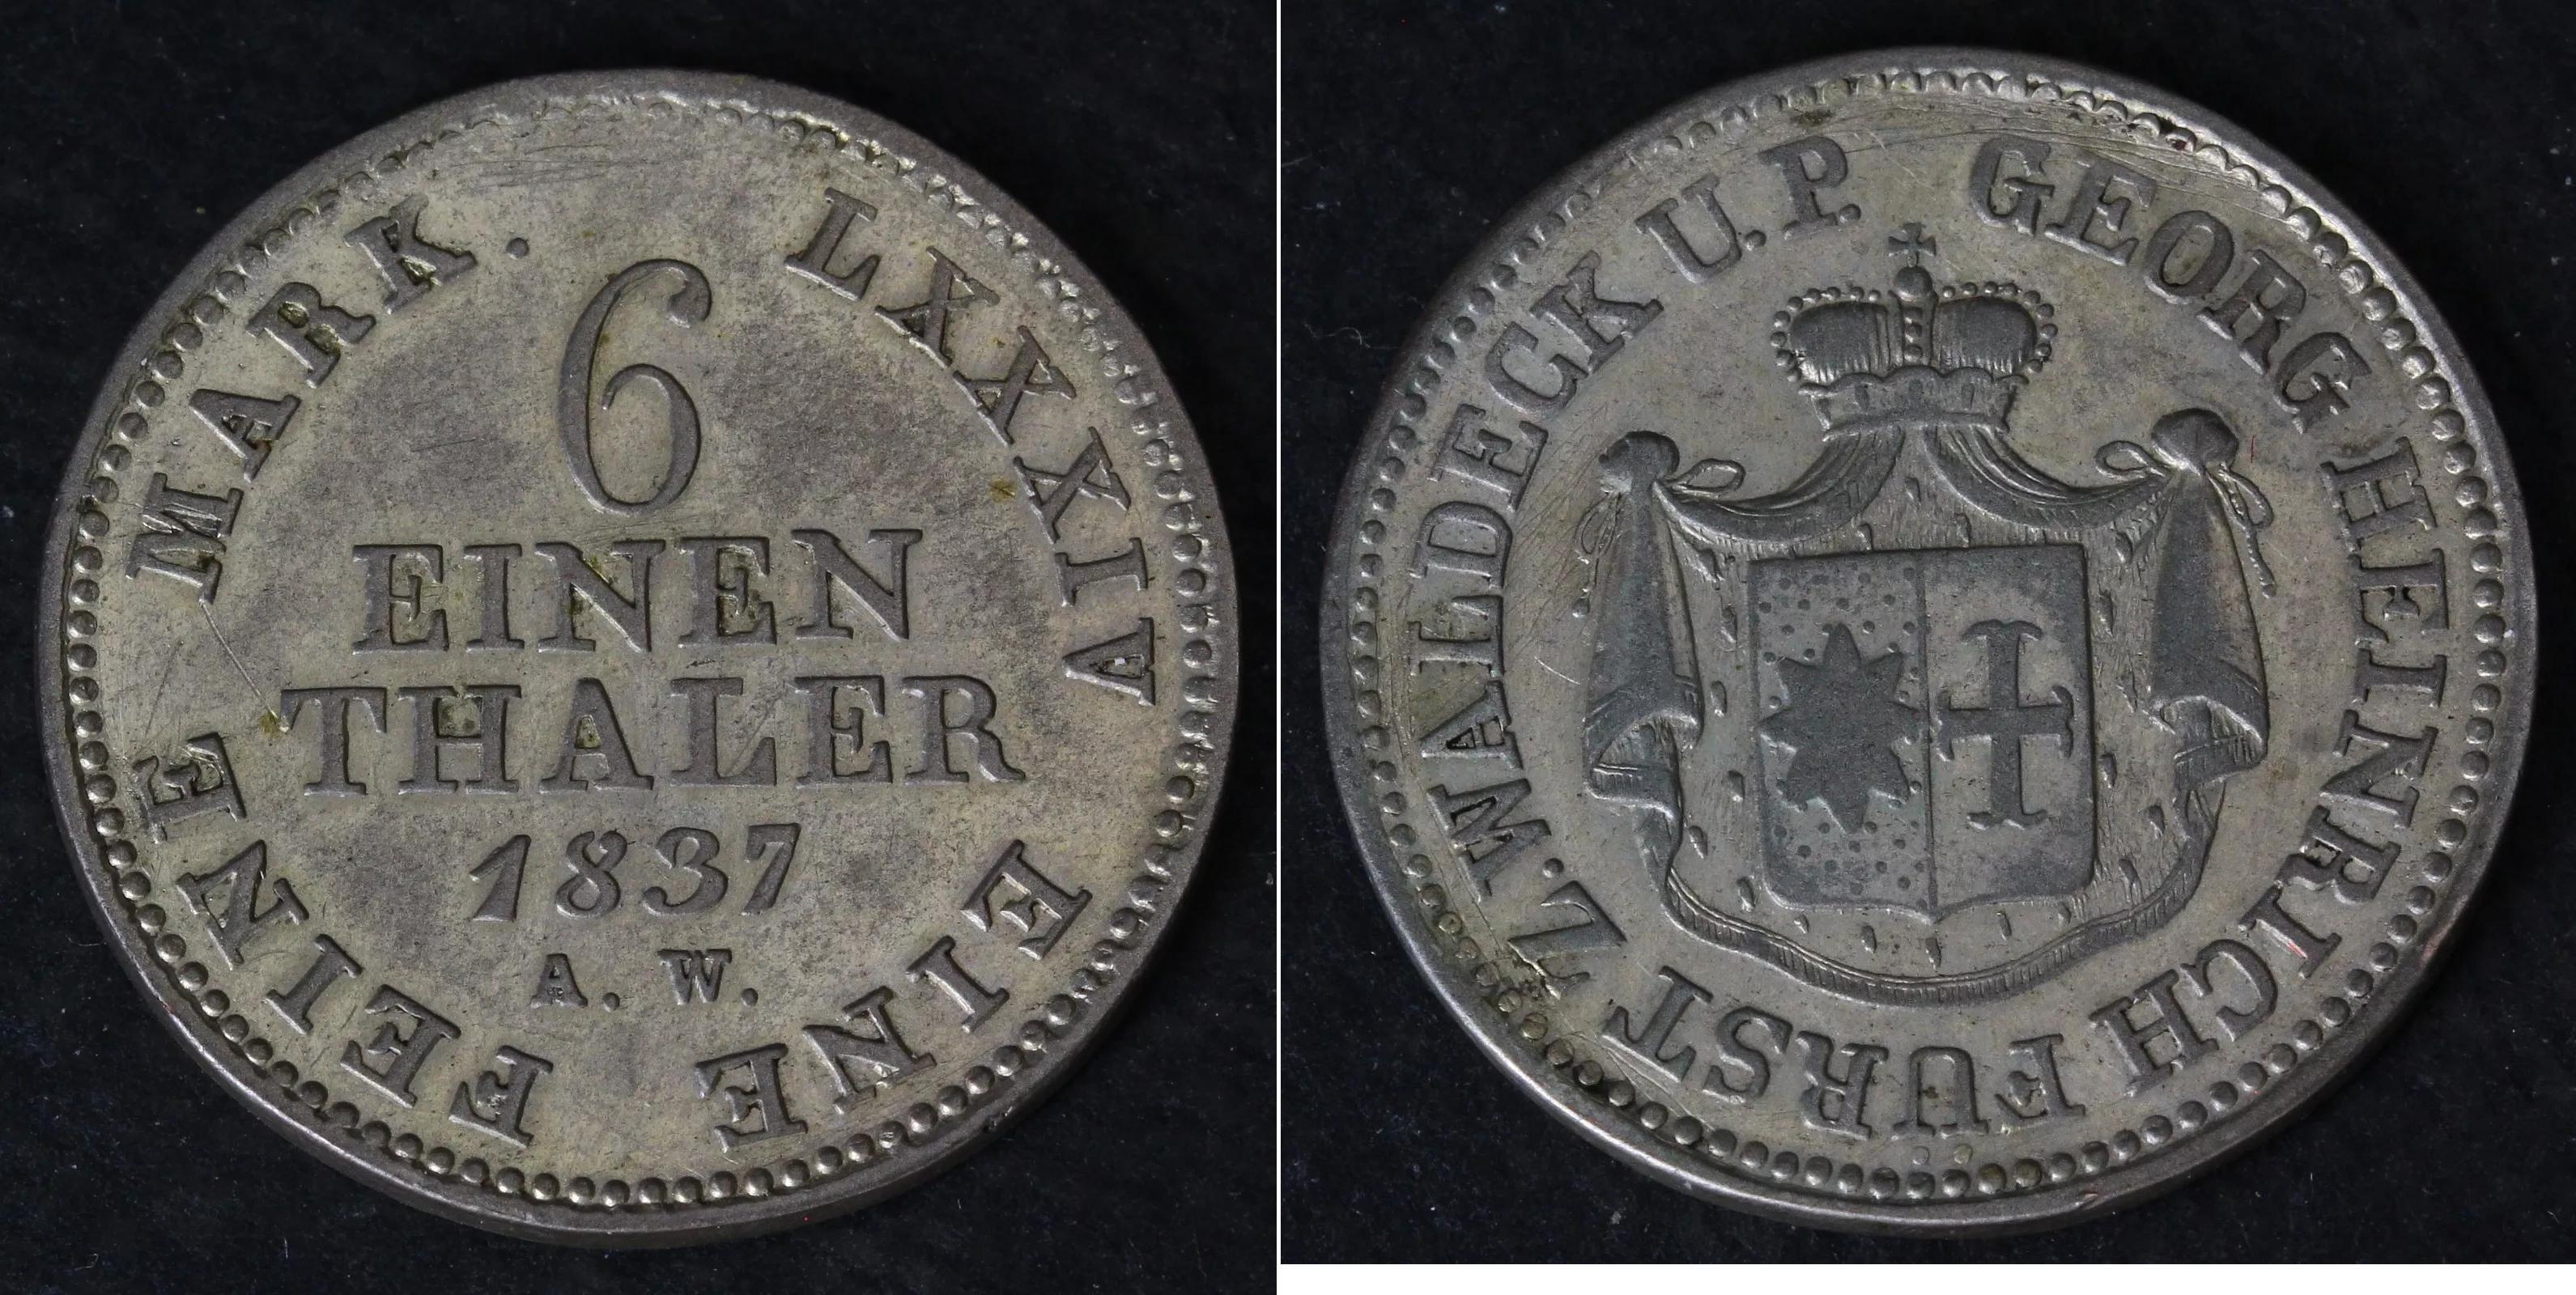 LXXXIV EINE FEINE MARK.
6
EINEN
THALER
1837
A. W.
GEORG HEINRICH FURST Z. WALDECK U. P.